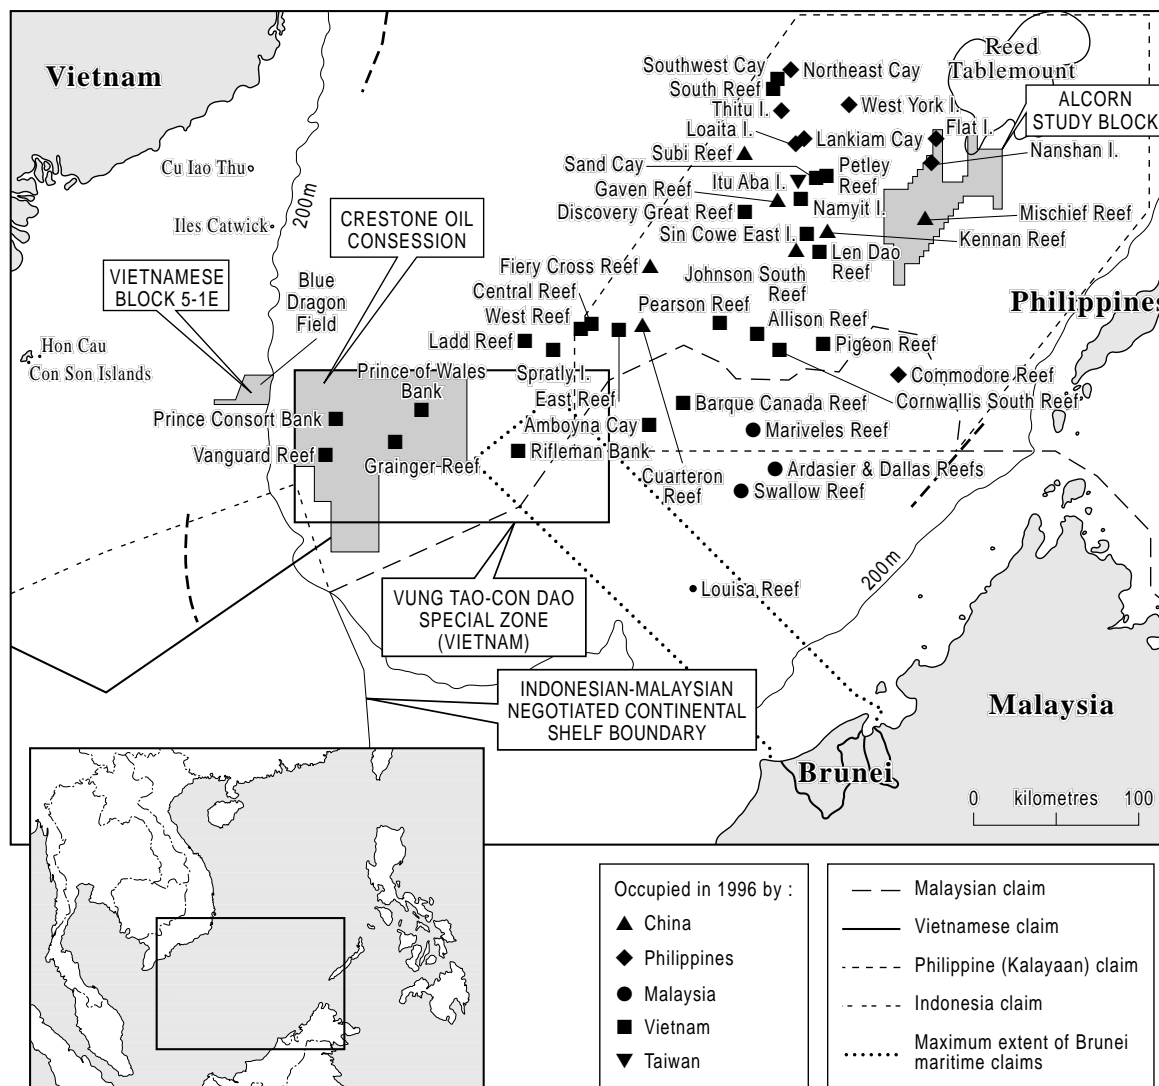 Vietnam
Reed
Tablemount
Southwest Cay
Northeast Cay
South Reef
Thitu I.
West York I.
ALCORN
STUDY BLOCK
Loaita I.
Lankiam Cay
Flat I.
Subi Reef
Nanshan I.
Sand Cay
Petley
Reef
Itu Aba I.
Gaven Reef
Namyit I.
Discovery Great Reef
Mischief Reef
Sin Cowe East I.
Kennan Reef
Len Dao
Reef
Cu Iao Thu
200m
Iles Catwick
CRESTONE OIL
CONSESSION
VIETNAMESE
BLOCK 5-1E
Blue
Dragon
Field
Fiery Cross Reef
Johnson South
Reef
Central Reef
Pearson Reef
Philippines
West Reef
Allison Reef
Ladd Reef
Pigeon Reef
Hon Cau
Con Son Islands
Prince of Wales
Bank
Spratly I.
East Reef
Commodore Reef
Cornwallis South Reef
Prince Consort Bank
Amboyna Cay
Barque Canada Reef
Mariveles Reef
Vanguard Reef
Grainger Reef
Rifleman Bank
Cuarteron
Reef
Ardasier & Dallas Reefs
Swallow Reef
200m
Louisa Reef
VUNG TAO-CON DAO
SPECIAL ZONE
(VIETNAM)
INDONESIAN-MALAYSIAN
NEGOTIATED CONTINENTAL
SHELF BOUNDARY
Malaysia
Brunei
0 kilometres 100
Occupied in 1996 by :
China
Philippines
Malaysia
Vietnam
Taiwan
Malaysian claim
Vietnamese claim
Philippine (Kalayaan) claim
Indonesia claim
Maximum extent of Brunei
maritime claims